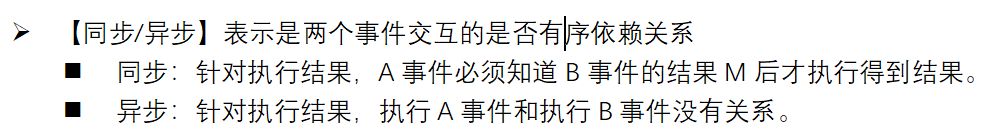 【同步/异步】表示是两个事件交互的是否有序依赖关系
同步：针对执行结果，A 事件必须知道 B 事件的结果 M 后才执行得到结果。
异步：针对执行结果，执行 A 事件和执行 B 事件没有关系。